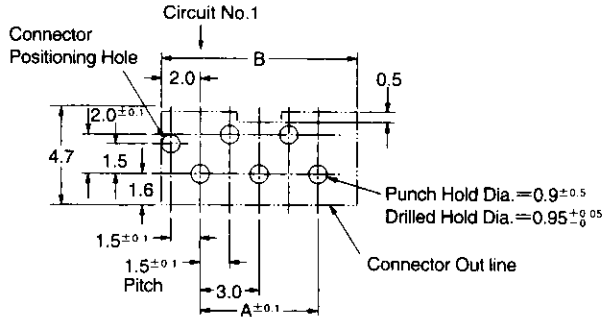 Circuit No.1
Connector
Positioning Hole
B
2.0
0.5
2.0±0.1
4.7
1.5
1.6
Punch Hold Dia.=0.9±0.5
Drilled Hold Dia.=0.95+0.05 -0
1.5±0.1
Connector Out line
1.5±0.1
Pitch
3.0
A±0.1